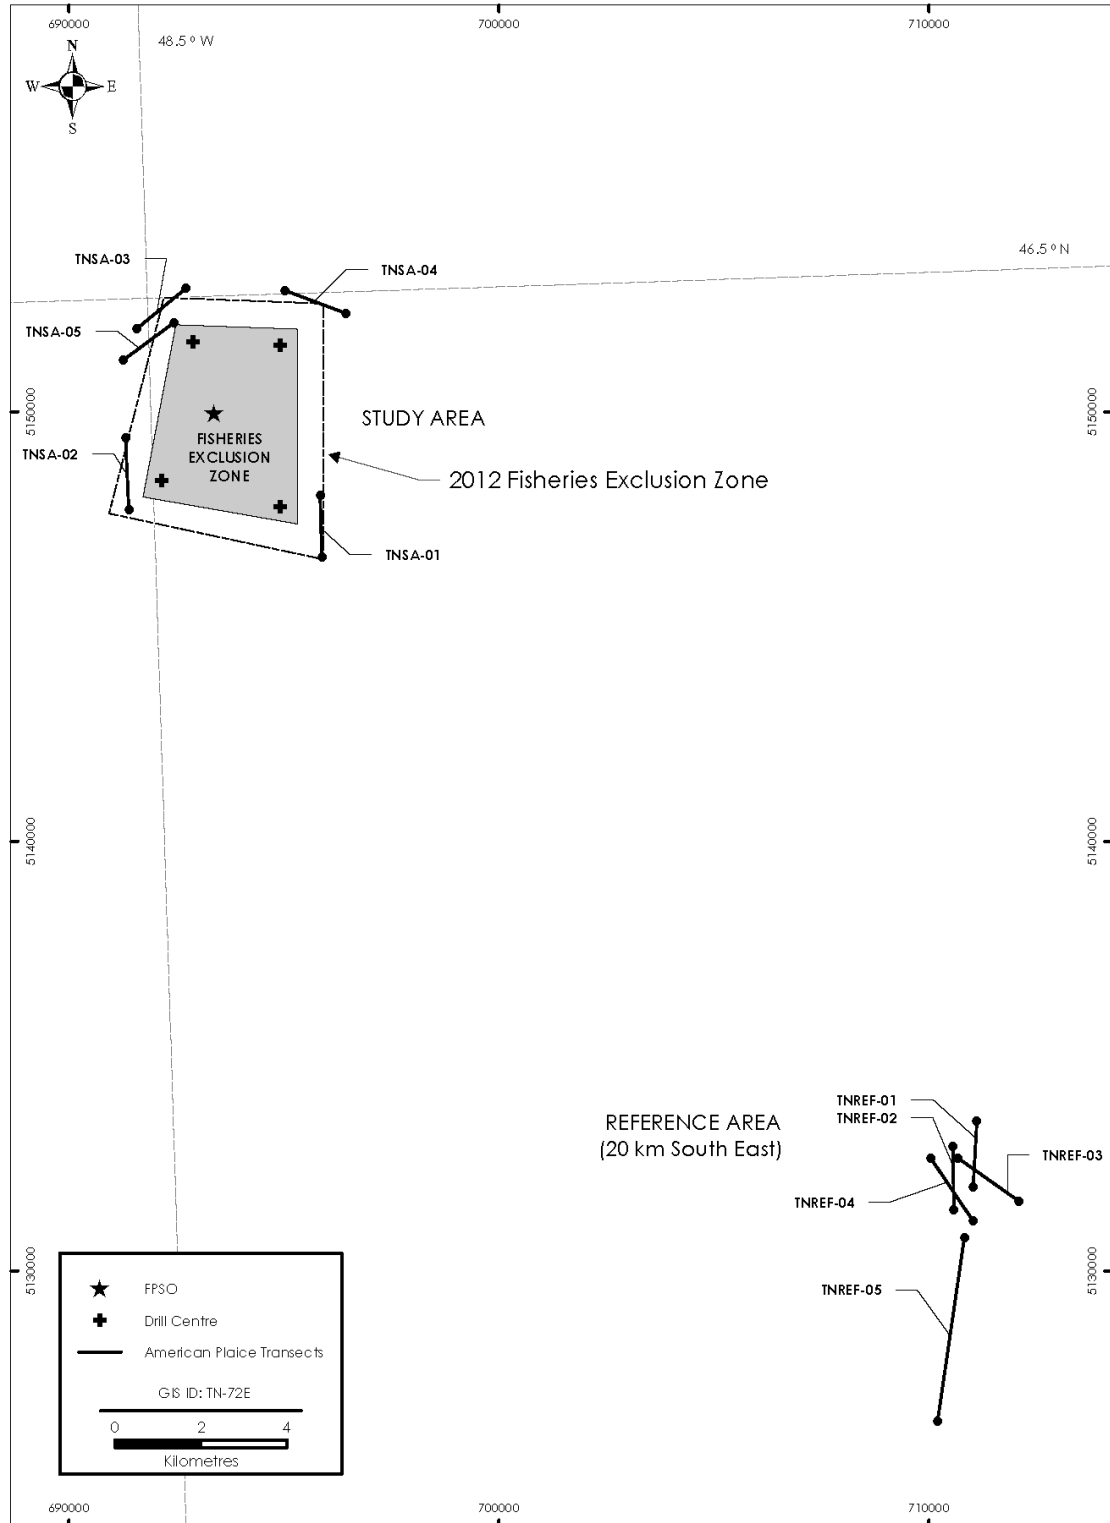 690000
700000
710000
48.5 º W
N
W
E
S
46.5 º N
TNSA-03
TNSA-04
TNSA-05
5150000
5150000
STUDY AREA
FISHERIES
EXCLUSION
ZONE
TNSA-02
2012 Fisheries Exclusion Zone
TNSA-01
5140000
5140000
TNREF-01
REFERENCE AREA
(20 km South East)
TNREF-02
TNREF-03
TNREF-04
5130000
5130000
TNREF-05
FPSO
Drill Centre
American Plaice Transects
GIS ID: TN-72E
0 2 4
Kilometres
690000
700000
710000